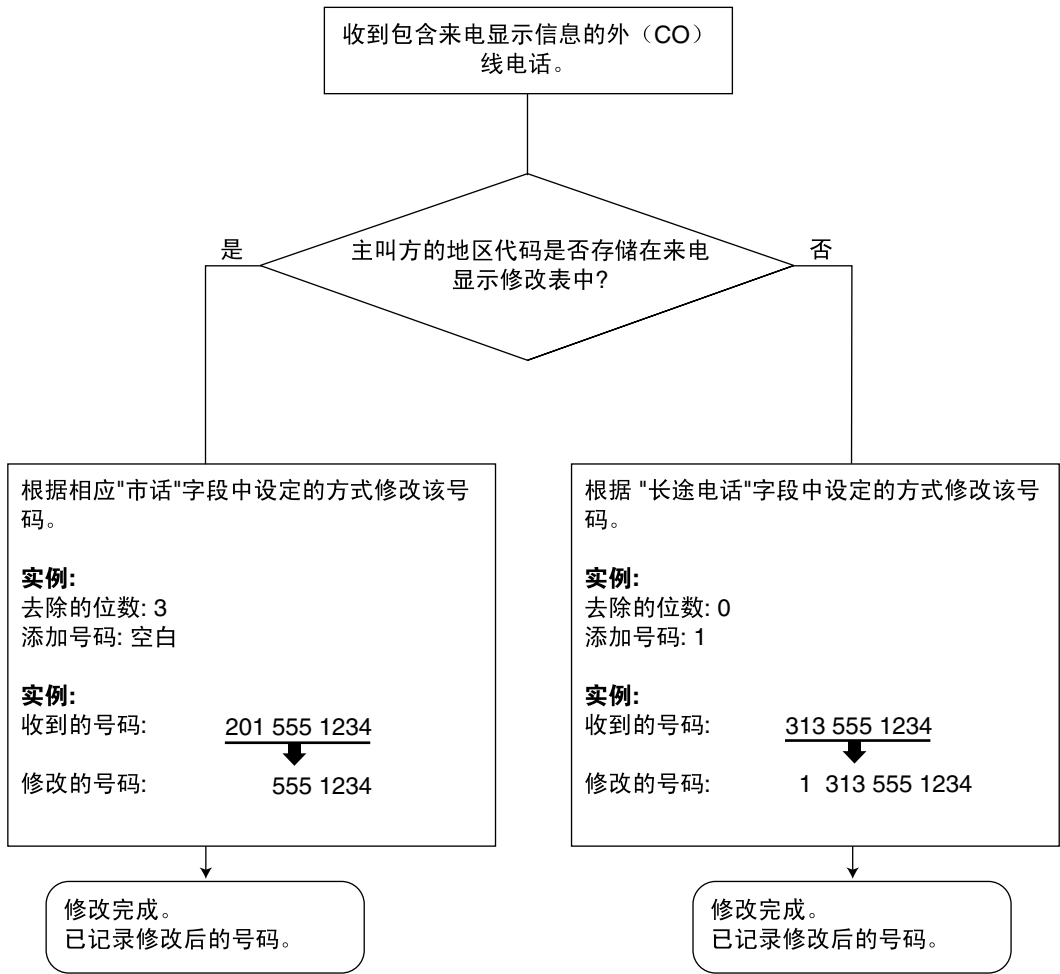 收到包含来电显示信息的外（CO）
线电话。
主叫方的地区代码是否存储在来电
显示修改表中?
是
否
根据相应"市话"字段中设定的方式修改该号
码。
实例:
去除的位数: 3
添加号码: 空白
实例:
收到的号码: 201 555 1234
修改的号码: 555 1234
修改完成。
已记录修改后的号码。
根据 "长途电话"字段中设定的方式修改该号
码。
实例:
去除的位数: 0
添加号码: 1
实例:
收到的号码: 313 555 1234
修改的号码: 1 313 555 1234
修改完成。
已记录修改后的号码。